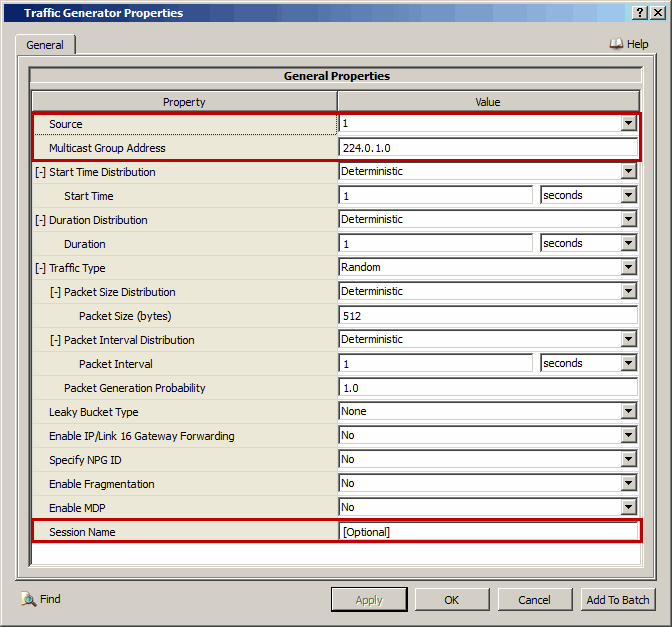 Traffic Generator Properties
General
Help
General Properties
Property Value
Source 1
Multicast Group Address 224.0.1.0
[-] Start Time Distribution Deterministic
Start Time 1 seconds
[-] Duration Distribution Deterministic
Duration 1 seconds
[-] Traffic Type Random
[-] Packet Size Distribution Deterministic
Packet Size (bytes) 512
[-] Packet Interval Distribution Deterministic
Packet Interval 1 seconds
Packet Generation Probability 1.0
Leaky Bucket Type None
Enable IP/Link 16 Gateway Forwarding No
Specify NPG ID No
Enable Fragmentation No
Enable MDP No
Session Name [Optional]
Find Apply OK Cancel Add To Batch